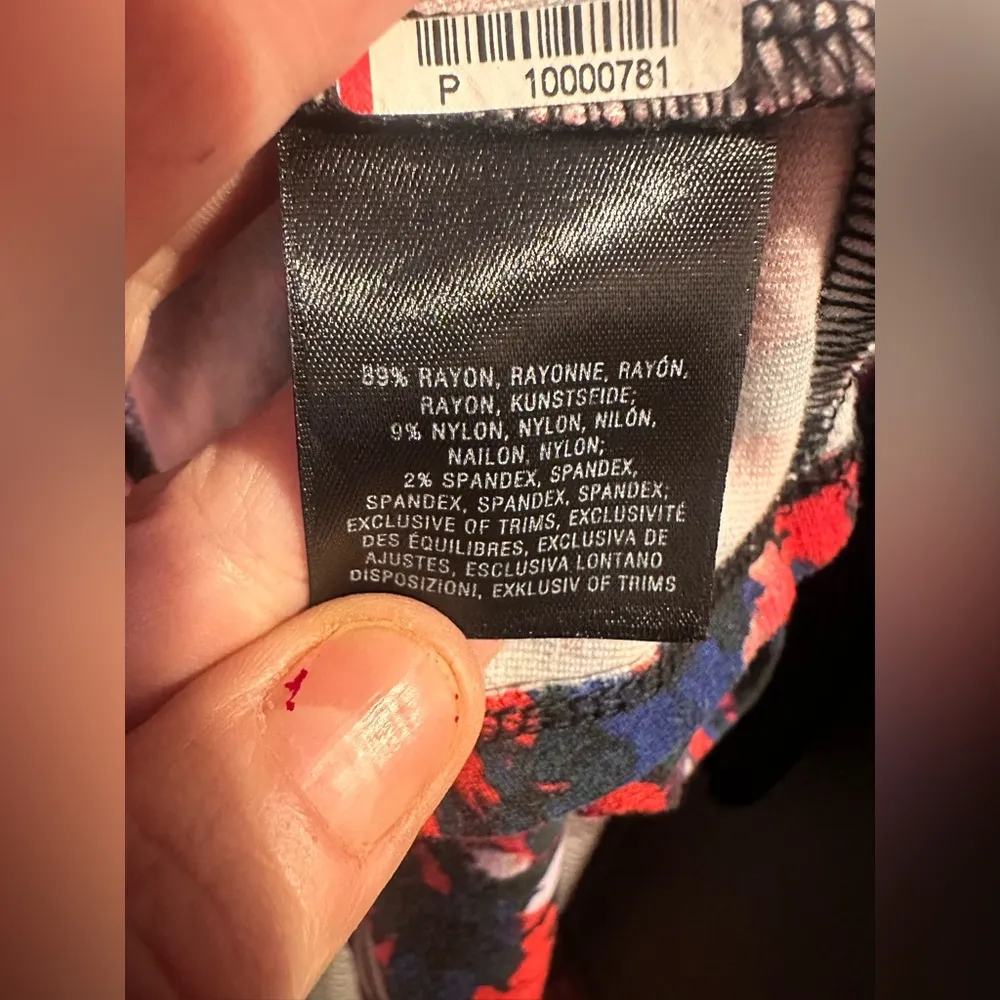 P 10000781
89% RAYON, RAYONNE, RAYÓN,
RAYON, KUNSTSEIDE;
9% NYLON, NYLON, NILÓN,
NAILON, NYLON;
2% SPANDEX, SPANDEX,
SPANDEX, SPANDEX, SPANDEX;
EXCLUSIVE OF TRIMS, EXCLUSIVITÉ
DES ÉQUILIBRES, EXCLUSIVA DE
AJUSTES, ESCLUSIVA LONTANO
DISPOSIZIONI, EXKLUSIV OF TRIMS